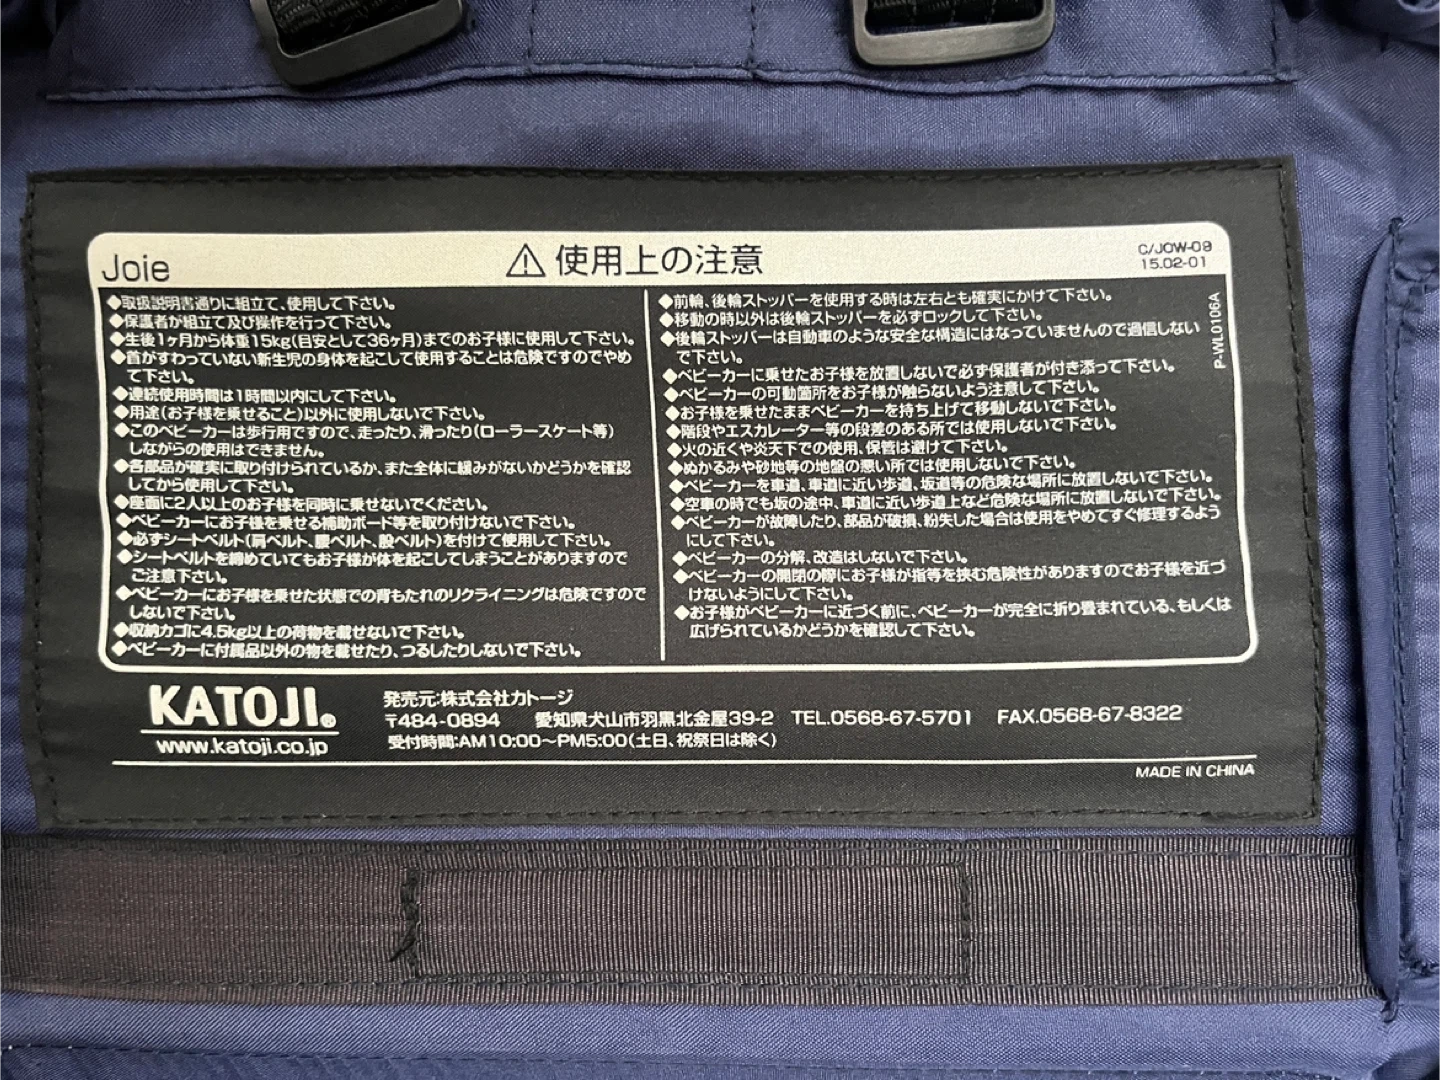 Joie
⚠使用上の注意
C/JOW-09
15.02-01
◆取扱説明書通りに組立て、使用して下さい。
◆保護者が組立て及び操作を行って下さい。
◆生後1ヶ月から体重15kg(目安として36ヶ月)までのお子様に使用して下さい。
◆首がすわっていない新生児の身体を起こして使用することは危険ですのでやめ
て下さい。
◆連続使用時間は1時間以内にして下さい。
◆用途(お子様を乗せること)以外に使用しないで下さい。
◆このベビーカーは歩行用ですので、走ったり、滑ったり(ローラースケート等)
しながらの使用はできません。
◆各部品が確実に取り付けられているか、また全体に緩みがないかどうかを確認
してから使用して下さい。
◆座面に2人以上のお子様を同時に乗せないでください。
◆ベビーカーにお子様を乗せる補助ボード等を取り付けないで下さい。
◆必ずシートベルト(肩ベルト、腰ベルト、股ベルト)を付けて使用して下さい。
◆シートベルトを締めていてもお子様が体を起こしてしまうことがありますので
ご注意下さい。
◆ベビーカーにお子様を乗せた状態での背もたれのリクライニングは危険ですので
しないで下さい。
◆収納カゴに4.5kg以上の荷物を載せないで下さい。
◆ベビーカーに付属品以外の物を載せたり、つるしたりしないで下さい。
◆前輪、後輪ストッパーを使用する時は左右とも確実にかけて下さい。
◆移動の時以外は後輪ストッパーを必ずロックして下さい。
◆後輪ストッパーは自動車のような安全な構造にはなっていませんので過信しない
で下さい。
◆ベビーカーに乗せたお子様を放置しないで必ず保護者が付き添って下さい。
◆ベビーカーの可動箇所をお子様が触らないよう注意して下さい。
◆お子様を乗せたままベビーカーを持ち上げて移動しないで下さい。
◆階段やエスカレーター等の段差のある所では使用しないで下さい。
◆火の近くや炎天下での使用、保管は避けて下さい。
◆ぬかるみや砂地等の地盤の悪い所では使用しないで下さい。
◆ベビーカーを車道、車道に近い歩道、坂道等の危険な場所に放置しないで下さい。
◆空車の時でも坂の途中、車道に近い歩道上など危険な場所に放置しないで下さい。
◆ベビーカーが故障したり、部品が破損、紛失した場合は使用をやめてすぐ修理するよう
にして下さい。
◆ベビーカーの分解、改造はしないで下さい。
◆ベビーカーの開閉の際にお子様が指等を挟む危険性がありますのでお子様を近づ
けないようにして下さい。
◆お子様がベビーカーに近づく前に、ベビーカーが完全に折り畳まれている、もしくは
広げられているかどうかを確認して下さい。
P-WL0106A
KATOJI®
www.katoji.co.jp
発売元:株式会社カトージ
〒484-0894 愛知県犬山市羽黒北金屋39-2 TEL.0568-67-5701 FAX.0568-67-8322
受付時間:AM10:00〜PM5:00(土日、祝祭日は除く)
MADE IN CHINA